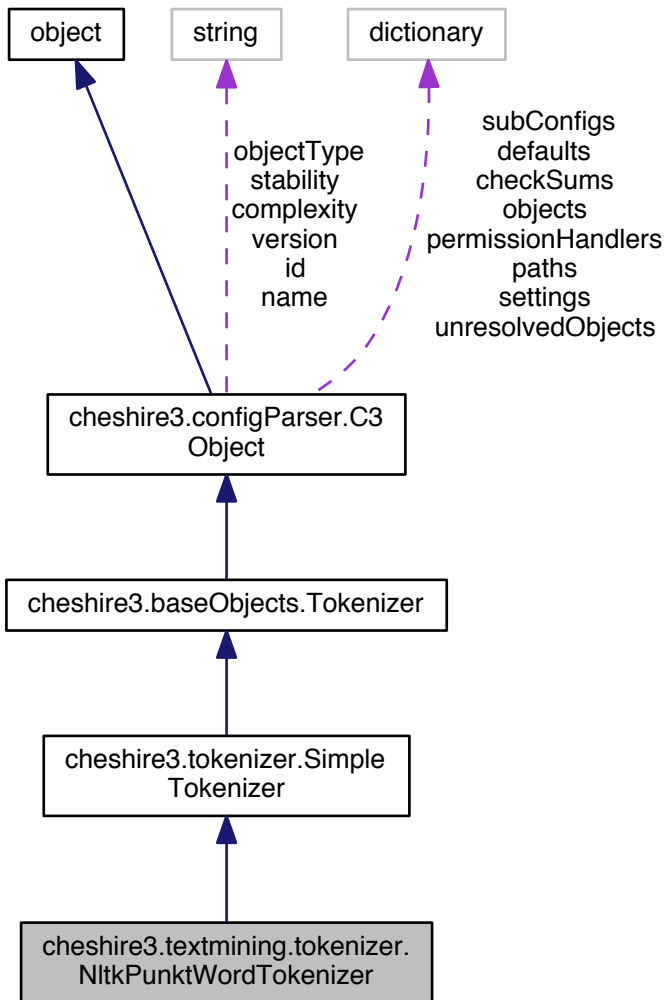 object
string
dictionary
objectType
stability
complexity
version
id
name
subConfigs
defaults
checkSums
objects
permissionHandlers
paths
settings
unresolvedObjects
cheshire3.configParser.C3
Object
cheshire3.baseObjects.Tokenizer
cheshire3.tokenizer.Simple
Tokenizer
cheshire3.textmining.tokenizer.
NltkPunktWordTokenizer